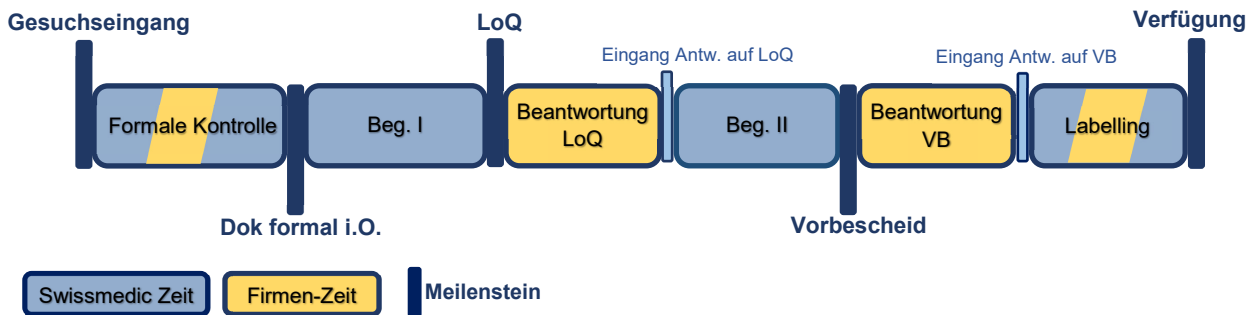 Gesuchseingang
LoQ
Verfügung
Eingang Antw. auf LoQ
Eingang Antw. auf VB
Formale Kontrolle
Beg. I
Beantwortung
LoQ
Beg. II
Beantwortung
VB
Labelling
Dok formal i.O.
Vorbescheid
Swissmedic Zeit
Firmen-Zeit
Meilenstein